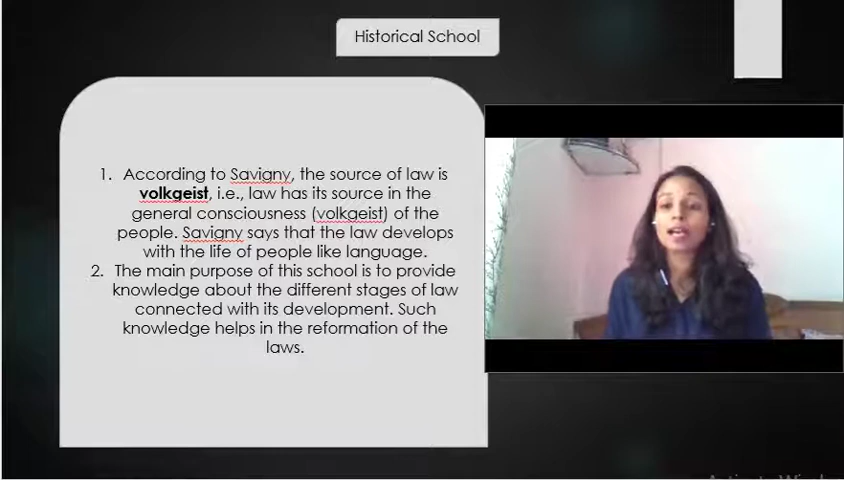 Historical School
1. According to Savigny, the source of law is
volkgeist, i.e., law has its source in the
general consciousness (volkgeist) of the
people. Savigny says that the law develops
with the life of people like language.
2. The main purpose of this school is to provide
knowledge about the different stages of law
connected with its development. Such
knowledge helps in the reformation of the
laws.